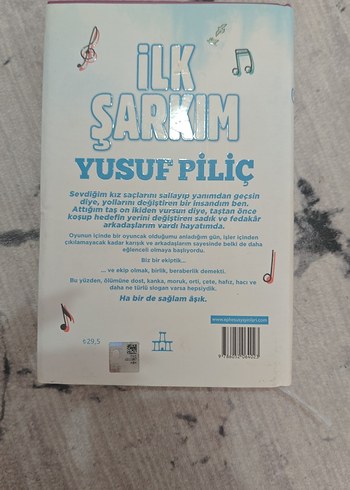 İLK
ŞARKIM
YUSUF PİLİÇ
Sevdiğim kız saçlarını sallayıp yanımdan geçsin
diye, yollarını değiştiren bir insandım ben.
Attığım taş on ikiden vursun diye, taştan önce
koşup hedefin yerini değiştiren sadık ve fedakâr
arkadaşlarım vardı hayatımda.
Oyunun içinde bir oyuncak olduğumu anladığım gün, işler içinden
çıkılamayacak kadar karışık ve arkadaşlarım sayesinde belki de daha
eğlenceli olmaya başlıyordu.
Biz bir ekiptik...
... ve ekip olmak, birlik, beraberlik demekti.
Bu yüzden, ölümüne dost, kanka, moruk, orti, çete, hafız, hacı ve
daha ne türlü slogan varsa hepsiydik.
Ha bir de sağlam âşık.
₺29,5